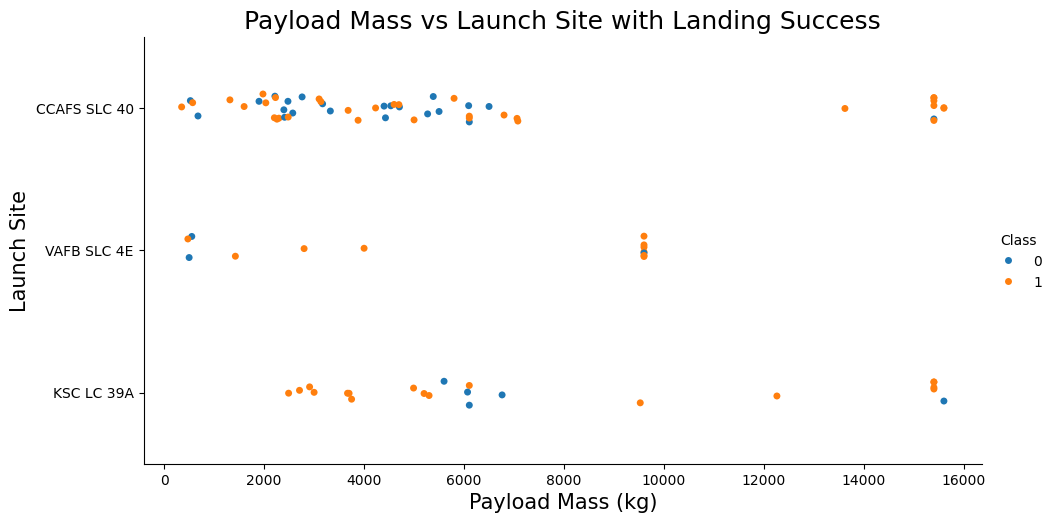 Payload Mass vs Launch Site with Landing Success
Launch Site
CCAFS SLC 40
VAFB SLC 4E
KSC LC 39A
0 2000 4000 6000 8000 10000 12000 14000 16000
Payload Mass (kg)
Class
0
1